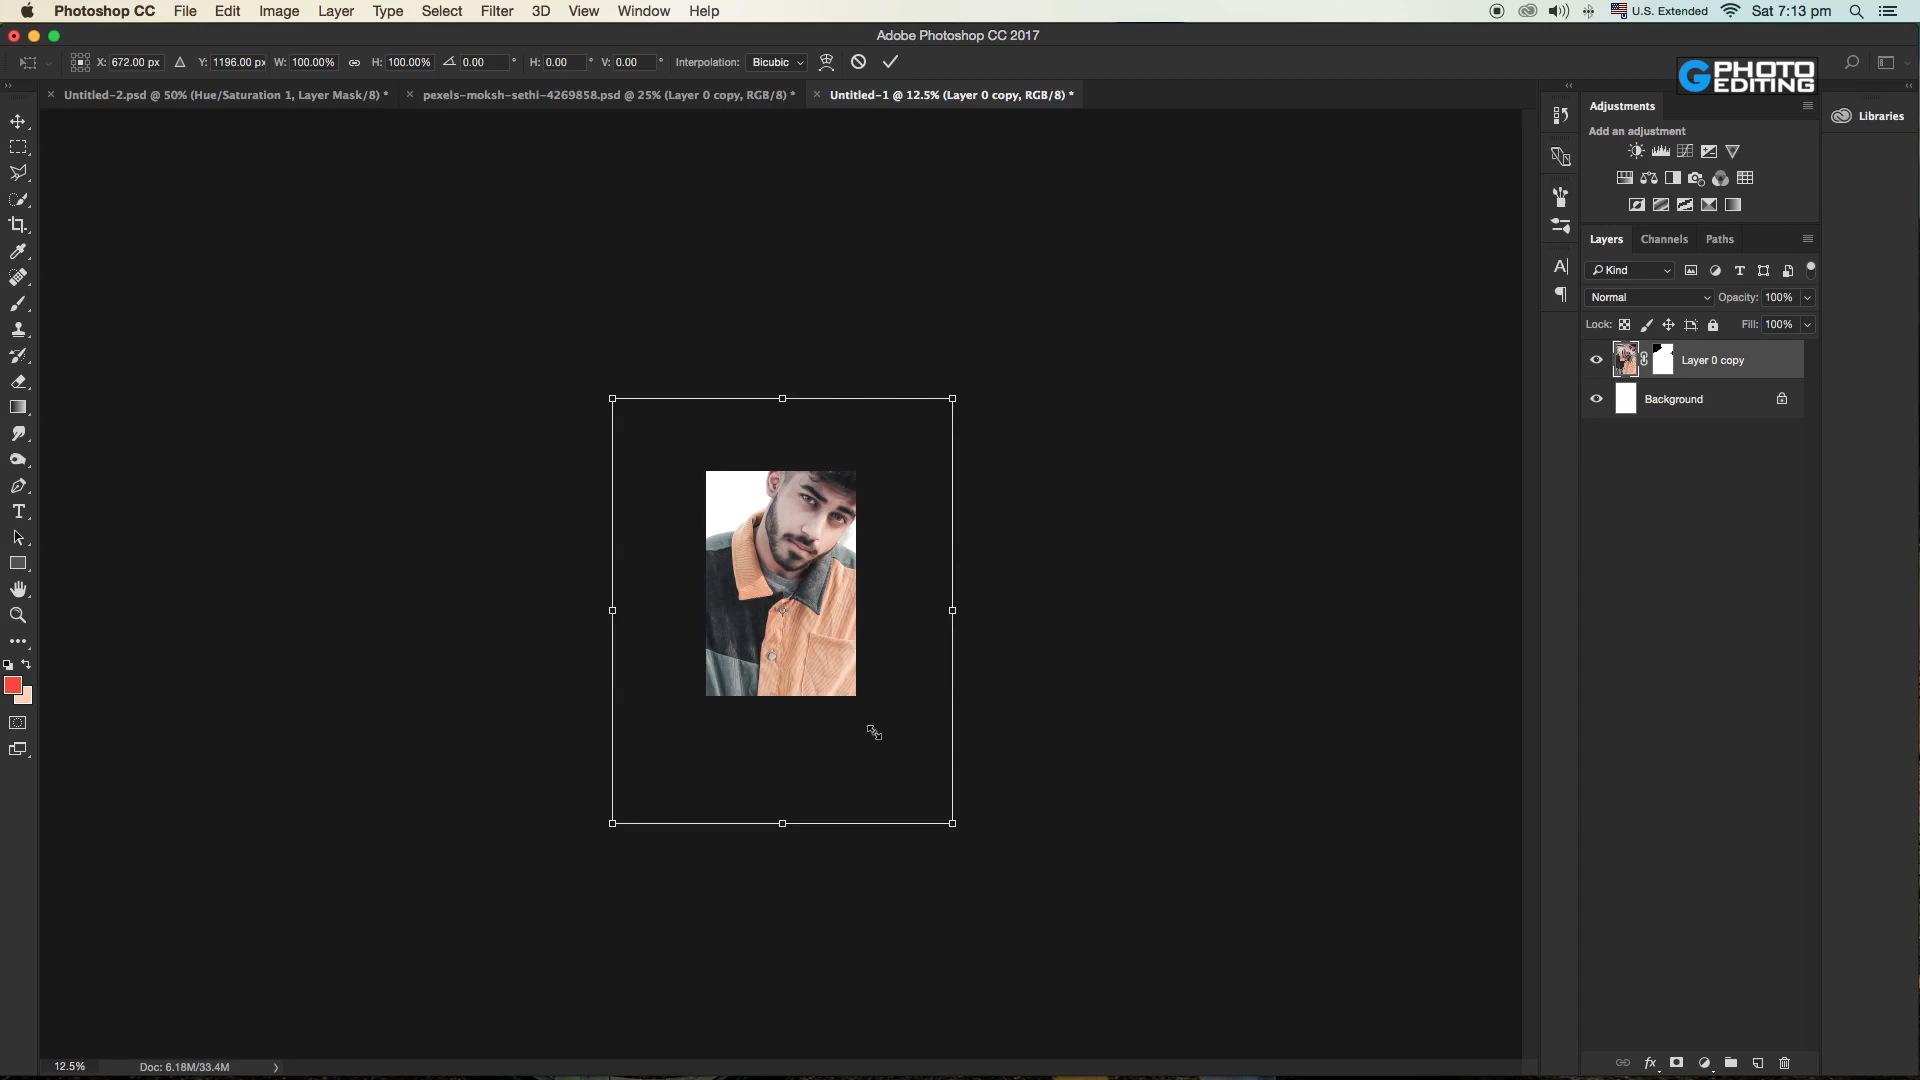 Photoshop CC File Edit Image Layer Type Select Filter 3D View Window Help U.S. Extended Sat 7:13 pm
Adobe Photoshop CC 2017
X: 672.00 px Y: 1196.00 px W: 100.00% H: 100.00% 0.00 ° H: 0.00 ° V: 0.00 ° Interpolation: Bicubic
G PHOTO EDITING
Untitled-2.psd @ 50% (Hue/Saturation 1, Layer Mask/8) * pexels-moksh-sethi-4269858.psd @ 25% (Layer 0 copy, RGB/8) * Untitled-1 @ 12.5% (Layer 0 copy, RGB/8) *
Adjustments
Libraries
Add an adjustment
Layers Channels Paths
Kind
Normal Opacity: 100%
Lock: Fill: 100%
Layer 0 copy
Background
12.5% Doc: 6.18M/33.4M